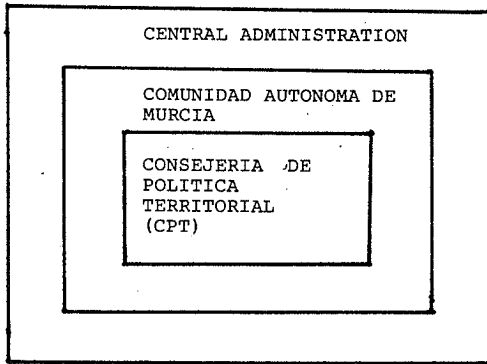 CENTRAL ADMINISTRATION
COMUNIDAD AUTONOMA DE
MURCIA
CONSEJERIA DE
POLITICA
TERRITORIAL
(CPT)